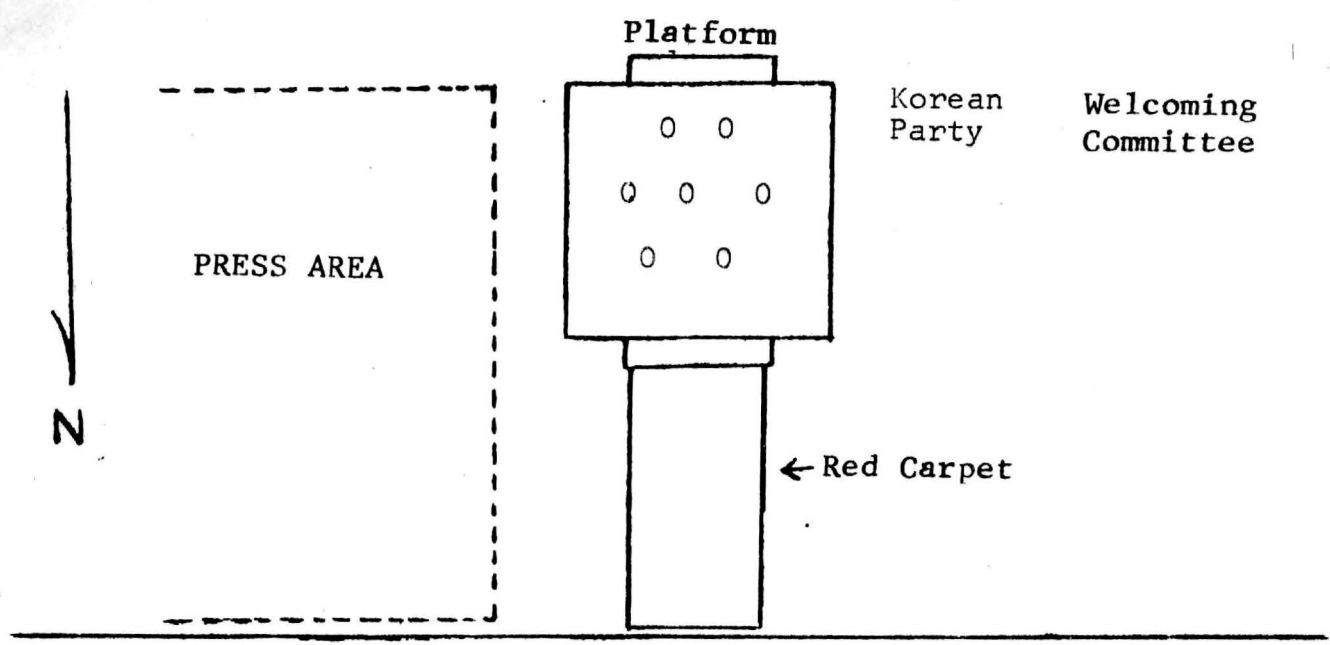 Platform
Korean
Party
Welcoming
Committee
O O
O O O
O O
PRESS AREA
N
←Red Carpet